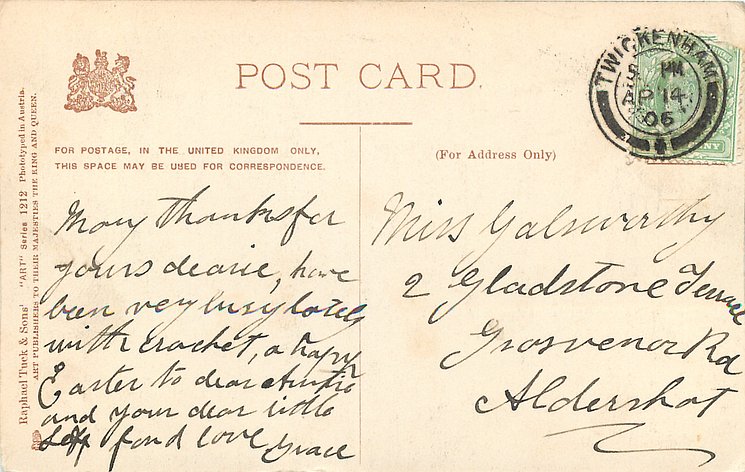 POST CARD.
FOR POSTAGE, IN THE UNITED KINGDOM ONLY,
THIS SPACE MAY BE USED FOR CORRESPONDENCE.
(For Address Only)
TWICKENHAM
PM
AP 14
06
Raphael Tuck & Sons' "ART" Series 1212 Phototyped in Austria.
ART PUBLISHERS TO THEIR MAJESTIES THE KING AND QUEEN.
Many thanks for
yours dearie, have
been very busy lately
with crochet, a happy
Easter to dear auntie
and your dear little
fond love Grace
Miss Galsworthy
2 Gladstone Terrace
Grosvenor Rd
Aldershot